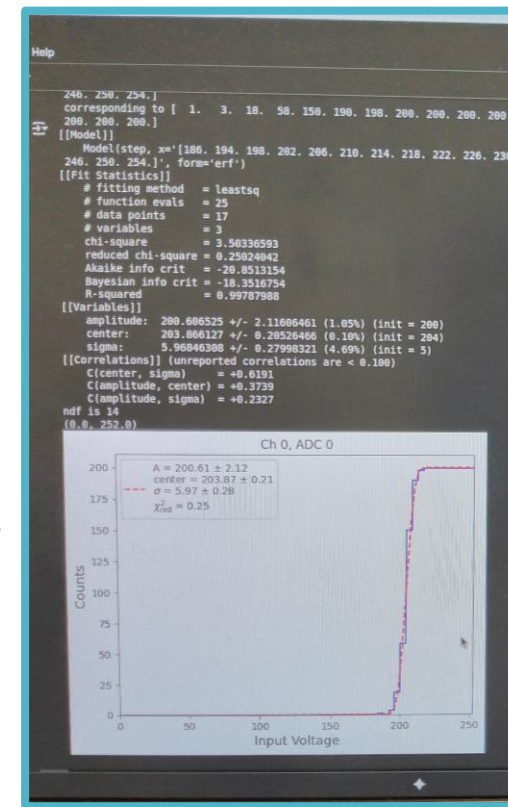 Help
246. 250. 254.]
corresponding to [ 1. 3. 18. 58. 150. 190. 198. 200. 200. 200. 200
200. 200. 200.]
[[Model]]
Model(step, x='[186. 194. 198. 202. 206. 210. 214. 218. 222. 226. 230
246. 250. 254.]', form='erf')
[[Fit Statistics]]
# fitting method = leastsq
# function evals = 25
# data points = 17
# variables = 3
chi-square = 3.50336593
reduced chi-square = 0.25024042
Akaike info crit = -20.8513154
Bayesian info crit = -18.3516754
R-squared = 0.99787988
[[Variables]]
amplitude: 200.606525 +/- 2.11606461 (1.05%) (init = 200)
center: 203.866127 +/- 0.20526466 (0.10%) (init = 204)
sigma: 5.96846308 +/- 0.27998321 (4.69%) (init = 5)
[[Correlations]] (unreported correlations are < 0.100)
C(center, sigma) = +0.6191
C(amplitude, center) = +0.3739
C(amplitude, sigma) = +0.2327
ndf is 14
(0.0, 252.0)
Ch 0, ADC 0
A = 200.61 ± 2.12
center = 203.87 ± 0.21
σ = 5.97 ± 0.28
χ²red = 0.25
200
175
150
125
100
75
50
25
0
Counts
0 50 100 150 200 250
Input Voltage